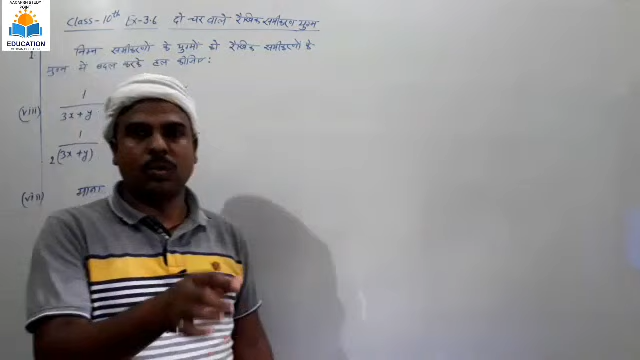 Class-10th Ex-3.6 दो चर वाले रैखिक समीकरण युग्म
1 निम्न समीकरणों के युग्मों को रैखिक समीकरणों के
युग्म में बदल करके हल कीजिए :
(viii) 1
3x+y
1
2(3x+y)
(viii) माना
EDUCATION